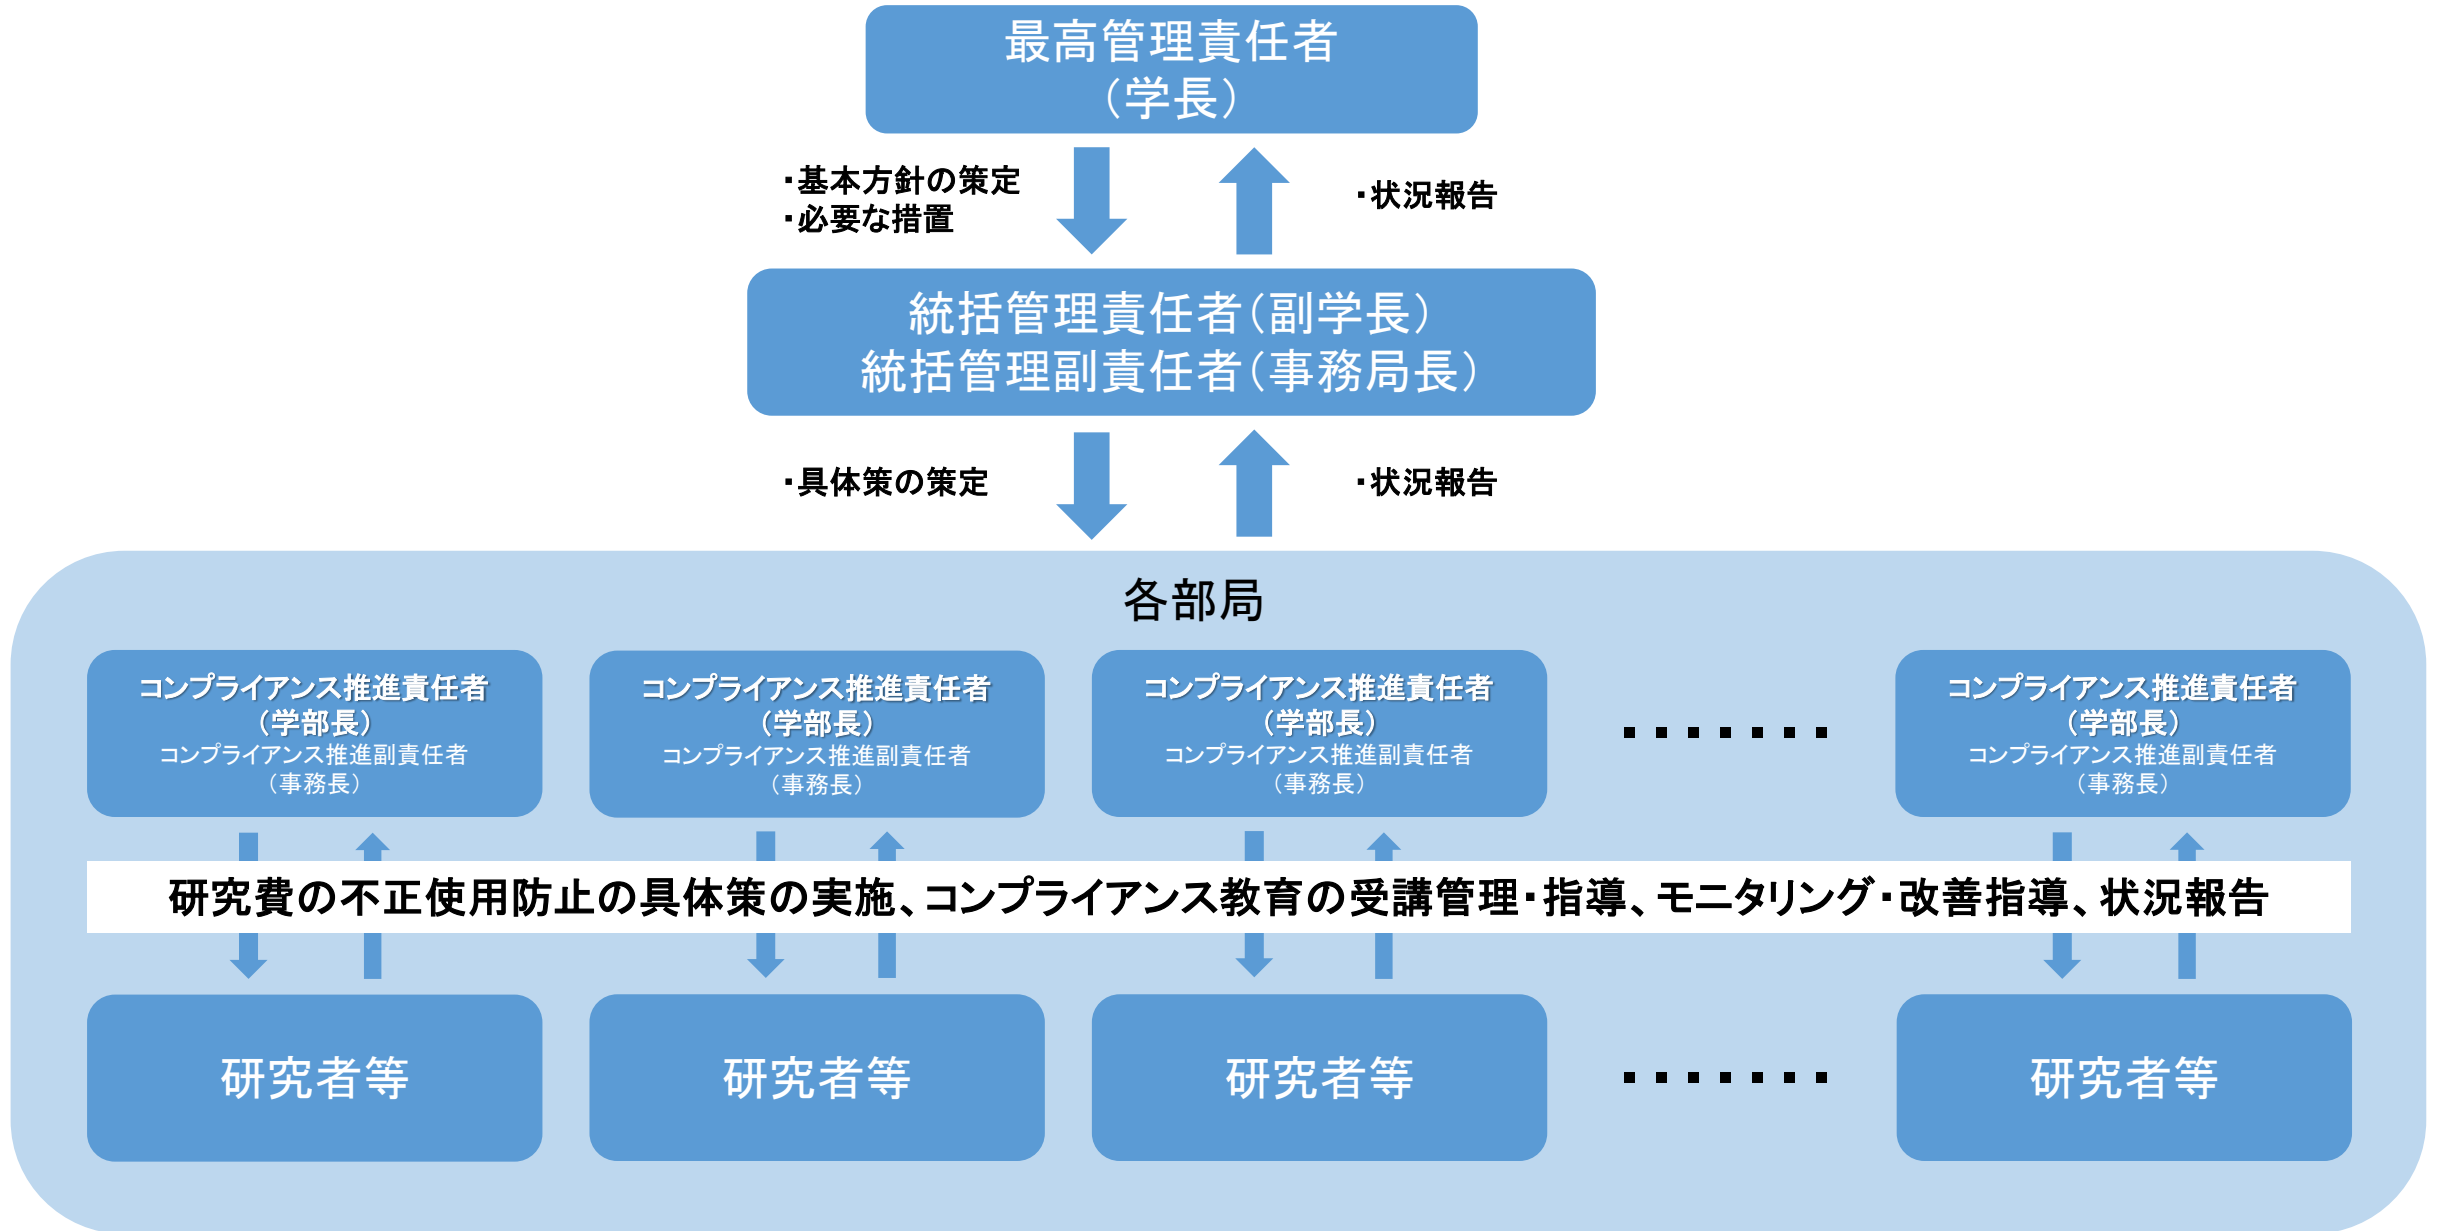 最高管理責任者
（学長）
・基本方針の策定
・必要な措置
・状況報告
統括管理責任者（副学長）
統括管理副責任者（事務局長）
・具体策の策定
・状況報告
各部局
コンプライアンス推進責任者
（学部長）
コンプライアンス推進副責任者
（事務長）
コンプライアンス推進責任者
（学部長）
コンプライアンス推進副責任者
（事務長）
コンプライアンス推進責任者
（学部長）
コンプライアンス推進副責任者
（事務長）
・・・・・・・
コンプライアンス推進責任者
（学部長）
コンプライアンス推進副責任者
（事務長）
研究費の不正使用防止の具体策の実施、コンプライアンス教育の受講管理・指導、モニタリング・改善指導、状況報告
研究者等
研究者等
研究者等
・・・・・・・
研究者等